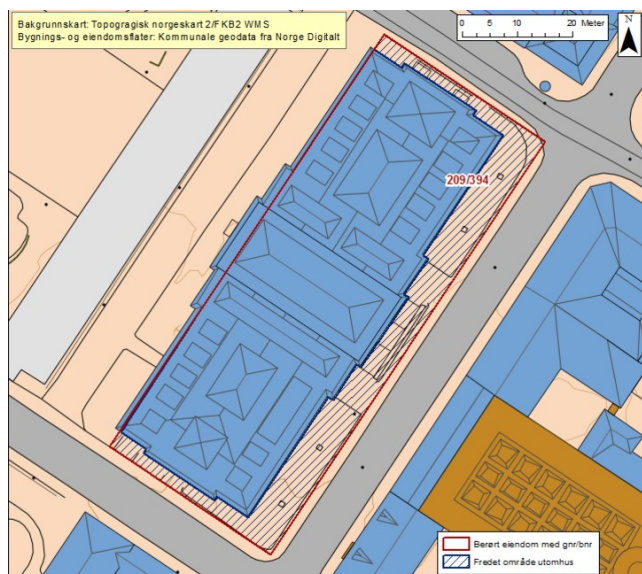 Bakgrunnskart: Topogragisk norgeskart 2/FKB2 WMS
Bygnings- og eiendomsflater: Kommunale geodata fra Norge Digitalt
0 5 10 20 Meter
N
209/394
Berørt eiendom med gnr/bnr
Fredet område utomhus